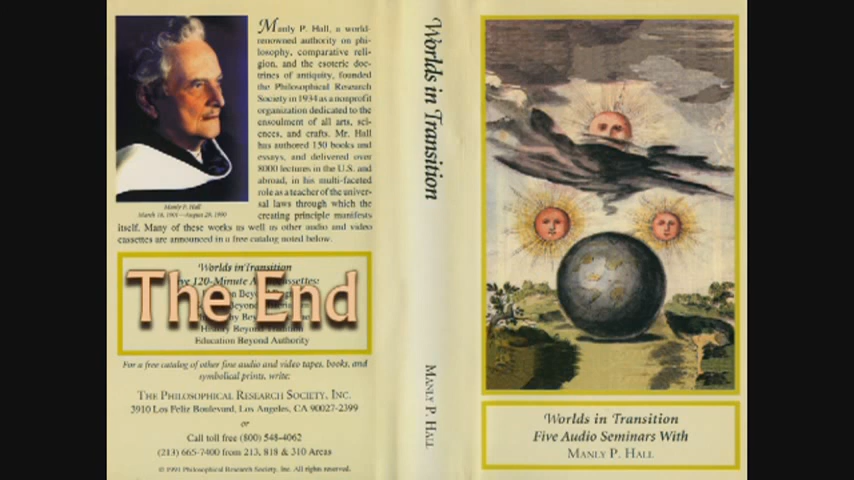 Manly P. Hall, a world-
renowned authority on phi-
losophy, comparative reli-
gion, and the esoteric doc-
trines of antiquity, founded
the Philosophical Research
Society in 1934 as a nonprofit
organization dedicated to the
ensoulment of all arts, sci-
ences, and crafts. Mr. Hall
has authored 150 books and
essays, and delivered over
8000 lectures in the U.S. and
abroad, in his multi-faceted
role as a teacher of the univer-
sal laws through which the
creating principle manifests
itself. Many of these works as well as other audio and video
cassettes are announced in a free catalog noted below.
Manly P. Hall
March 18, 1901—August 29, 1990
Worlds in Transition
120-Minute
The End
Beyond
Education Beyond Authority
For a free catalog of other fine audio and video tapes, books, and
symbolical prints, write:
THE PHILOSOPHICAL RESEARCH SOCIETY, INC.
3910 Los Feliz Boulevard, Los Angeles, CA 90027-2399
or
Call toll free (800) 548-4062
(213) 665-7400 from 213, 818 & 310 Areas
© 1991 Philosophical Research Society, Inc. All rights reserved.
Worlds in Transition
MANLY P. HALL
Worlds in Transition
Five Audio Seminars With
MANLY P. HALL